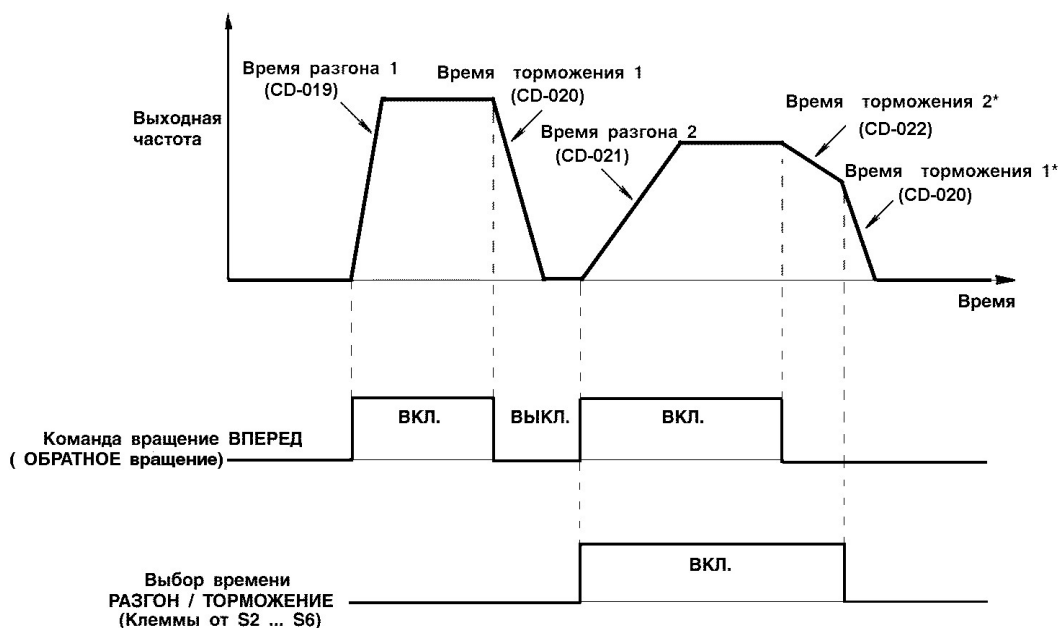 Время разгона 1
(CD-019)
Время торможения 1
(CD-020)
Выходная
частота
Время разгона 2
(CD-021)
Время торможения 2*
(CD-022)
Время торможения 1*
(CD-020)
Время
ВКЛ.
ВЫКЛ.
ВКЛ.
Команда вращение ВПЕРЕД
( ОБРАТНОЕ вращение)
ВКЛ.
Выбор времени
РАЗГОН / ТОРМОЖЕНИЕ
(Клеммы от S2 ... S6)